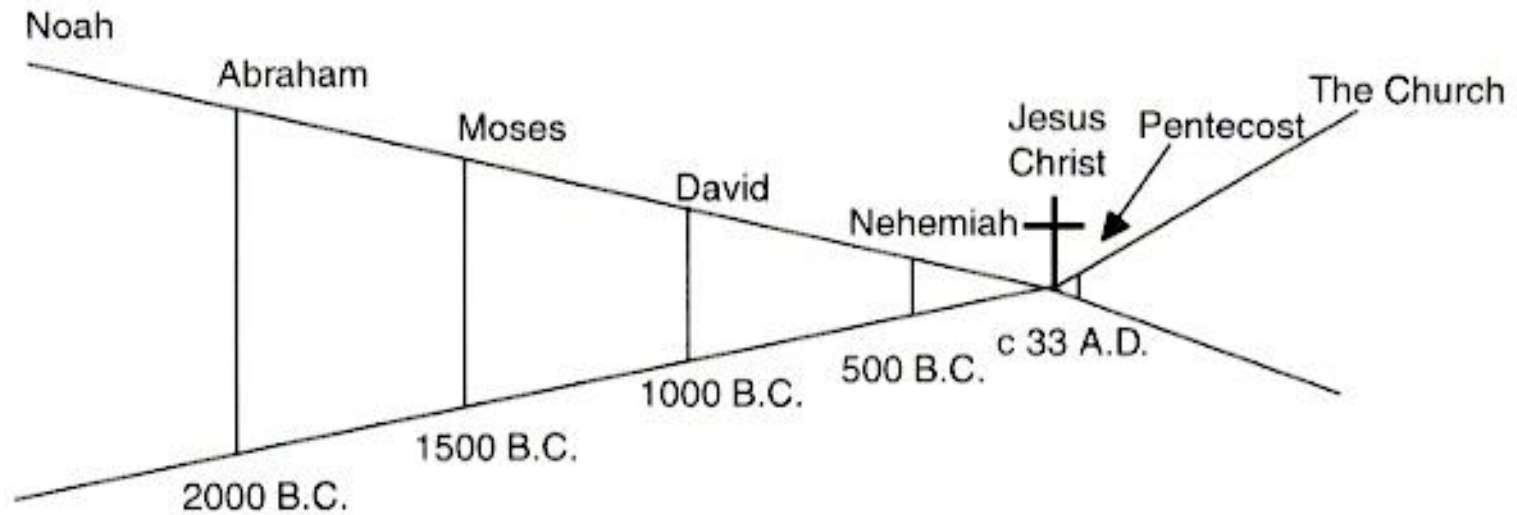 Noah
Abraham
Moses
David
Nehemiah
Jesus
Christ
Pentecost
The Church
2000 B.C.
1500 B.C.
1000 B.C.
500 B.C.
c 33 A.D.